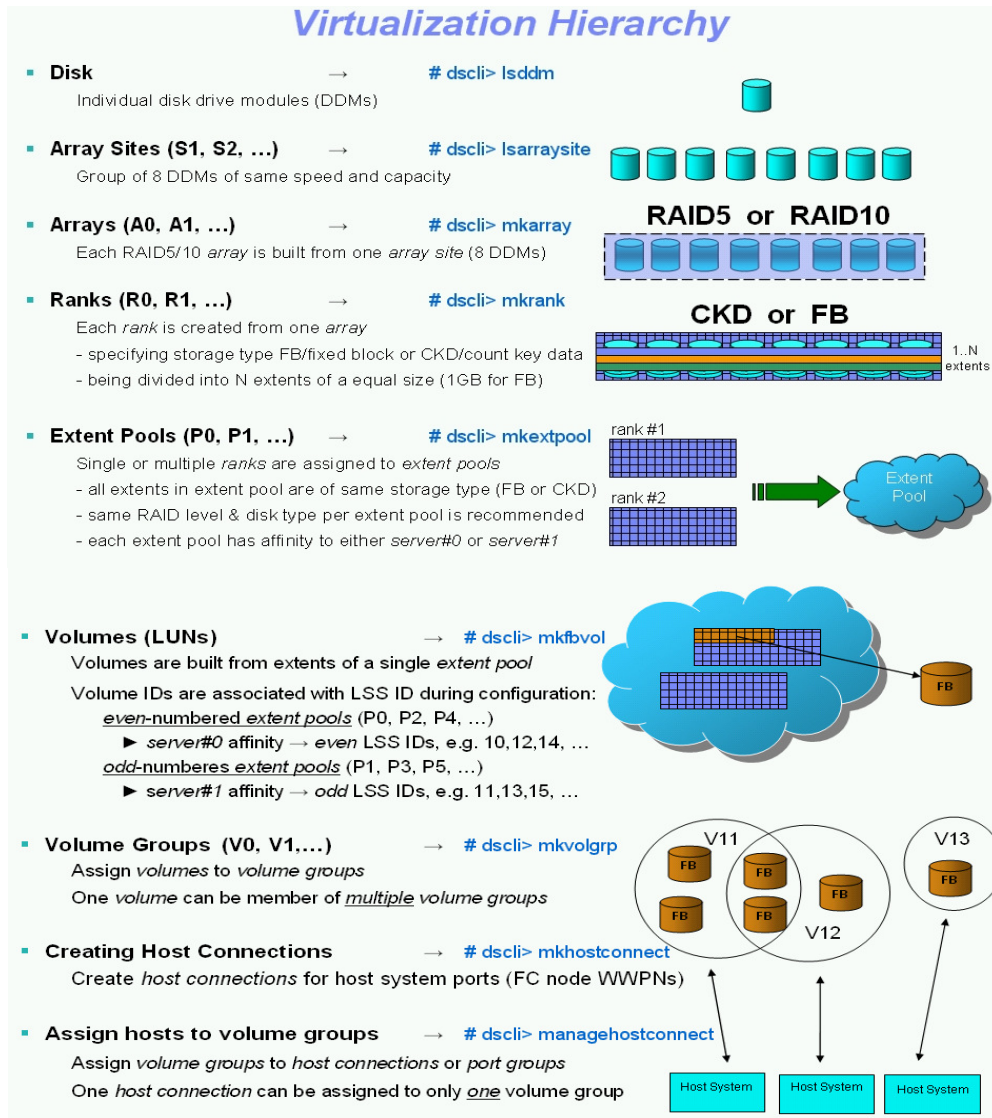 Virtualization Hierarchy
▪ Disk → # dscli> lsddm
Individual disk drive modules (DDMs)
▪ Array Sites (S1, S2, …) → # dscli> lsarraysite
Group of 8 DDMs of same speed and capacity
▪ Arrays (A0, A1, …) → # dscli> mkarray
RAID5 or RAID10
Each RAID5/10 array is built from one array site (8 DDMs)
▪ Ranks (R0, R1, …) → # dscli> mkrank
CKD or FB
Each rank is created from one array
- specifying storage type FB/fixed block or CKD/count key data
- being divided into N extents of a equal size (1GB for FB)
1..N
extents
▪ Extent Pools (P0, P1, …) → # dscli> mkextpool
rank #1
Single or multiple ranks are assigned to extent pools
- all extents in extent pool are of same storage type (FB or CKD)
rank #2
- same RAID level & disk type per extent pool is recommended
- each extent pool has affinity to either server#0 or server#1
Extent
Pool
▪ Volumes (LUNs) → # dscli> mkfbvol
Volumes are built from extents of a single extent pool
Volume IDs are associated with LSS ID during configuration:
even-numbered extent pools (P0, P2, P4, …)
► server#0 affinity → even LSS IDs, e.g. 10,12,14, …
odd-numberes extent pools (P1, P3, P5, …)
► server#1 affinity → odd LSS IDs, e.g. 11,13,15, …
FB
▪ Volume Groups (V0, V1,…) → # dscli> mkvolgrp
Assign volumes to volume groups
One volume can be member of multiple volume groups
V11
V13
FB
FB
FB
FB
FB
FB
V12
▪ Creating Host Connections → # dscli> mkhostconnect
Create host connections for host system ports (FC node WWPNs)
▪ Assign hosts to volume groups → # dscli> managehostconnect
Assign volume groups to host connections or port groups
One host connection can be assigned to only one volume group
Host System
Host System
Host System